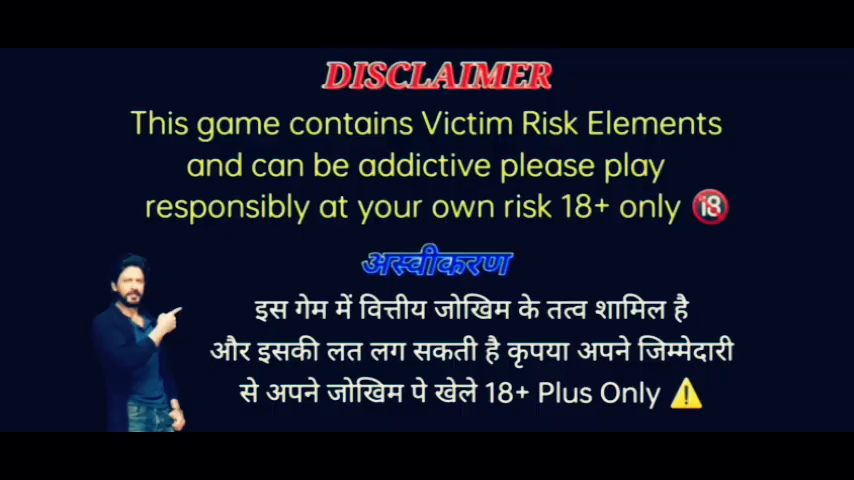 DISCLAIMER
This game contains Victim Risk Elements
and can be addictive please play
responsibly at your own risk 18+ only 🔞
अस्वीकरण
इस गेम में वित्तीय जोखिम के तत्व शामिल है
और इसकी लत लग सकती है कृपया अपने जिम्मेदारी
से अपने जोखिम पे खेले 18+ Plus Only ⚠️